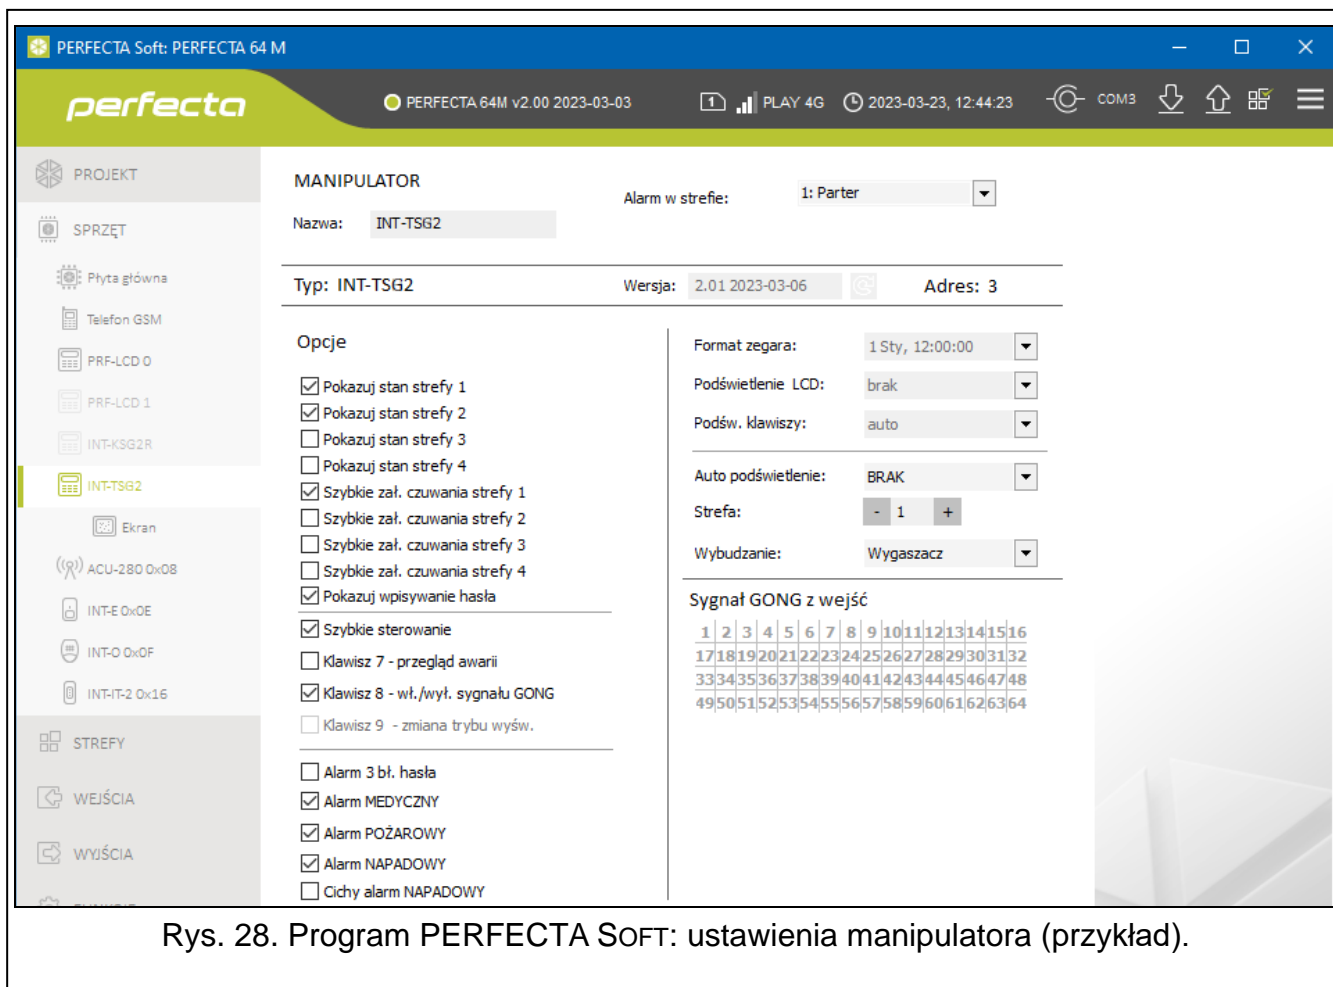 PERFECTA Soft: PERFECTA 64 M
perfecta
PERFECTA 64M v2.00 2023-03-03
1 PLAY 4G 2023-03-23, 12:44:23 COM3
PROJEKT
SPRZĘT
Płyta główna
Telefon GSM
PRF-LCD 0
PRF-LCD 1
INT-KSG2R
INT-TSG2
Ekran
ACU-280 0x08
INT-E 0x0E
INT-O 0x0F
INT-IT-2 0x16
STREFY
WEJŚCIA
WYJŚCIA
MANIPULATOR
Nazwa: INT-TSG2
Alarm w strefie: 1: Parter
Typ: INT-TSG2 Wersja: 2.01 2023-03-06 Adres: 3
Opcje
Pokazuj stan strefy 1
Pokazuj stan strefy 2
Pokazuj stan strefy 3
Pokazuj stan strefy 4
Szybkie zał. czuwania strefy 1
Szybkie zał. czuwania strefy 2
Szybkie zał. czuwania strefy 3
Szybkie zał. czuwania strefy 4
Pokazuj wpisywanie hasła
Szybkie sterowanie
Klawisz 7 - przegląd awarii
Klawisz 8 - wł./wył. sygnału GONG
Klawisz 9 - zmiana trybu wyśw.
Alarm 3 bł. hasła
Alarm MEDYCZNY
Alarm POŻAROWY
Alarm NAPADOWY
Cichy alarm NAPADOWY
Format zegara: 1 Sty, 12:00:00
Podświetlenie LCD: brak
Podśw. klawiszy: auto
Auto podświetlenie: BRAK
Strefa: - 1 +
Wybudzanie: Wygaszacz
Sygnał GONG z wejść
1 2 3 4 5 6 7 8 9 10 11 12 13 14 15 16
17 18 19 20 21 22 23 24 25 26 27 28 29 30 31 32
33 34 35 36 37 38 39 40 41 42 43 44 45 46 47 48
49 50 51 52 53 54 55 56 57 58 59 60 61 62 63 64
Rys. 28. Program PERFECTA SOFT: ustawienia manipulatora (przykład).